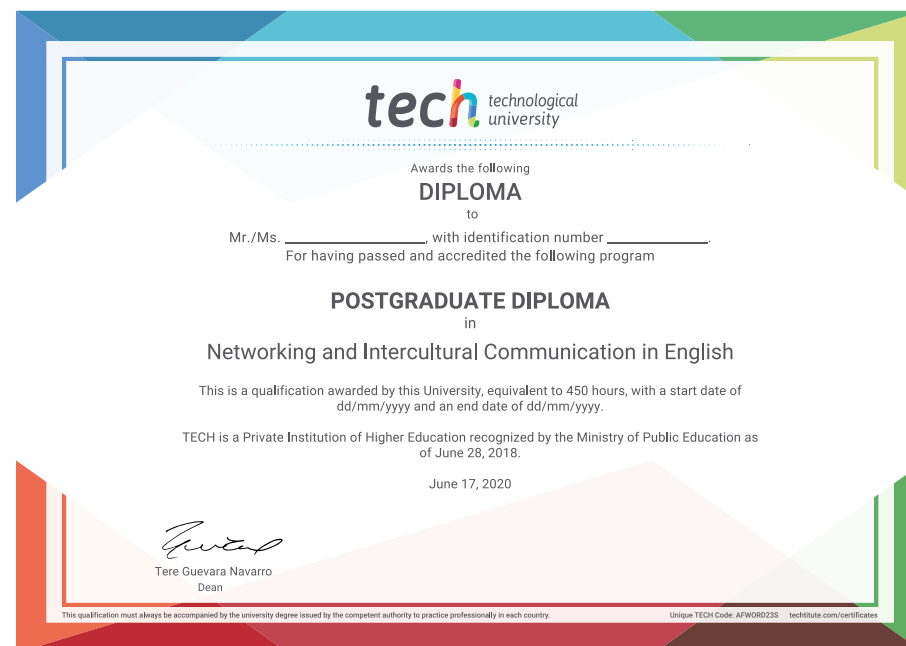 tech technological
university
Awards the following
DIPLOMA
to
Mr./Ms. ____________________, with identification number ______________.
For having passed and accredited the following program
POSTGRADUATE DIPLOMA
in
Networking and Intercultural Communication in English
This is a qualification awarded by this University, equivalent to 450 hours, with a start date of
dd/mm/yyyy and an end date of dd/mm/yyyy.
TECH is a Private Institution of Higher Education recognized by the Ministry of Public Education as
of June 28, 2018.
June 17, 2020
Tere Guevara Navarro
Dean
This qualification must always be accompanied by the university degree issued by the competent authority to practice professionally in each country. Unique TECH Code: AFWORD23S techtitute.com/certificates